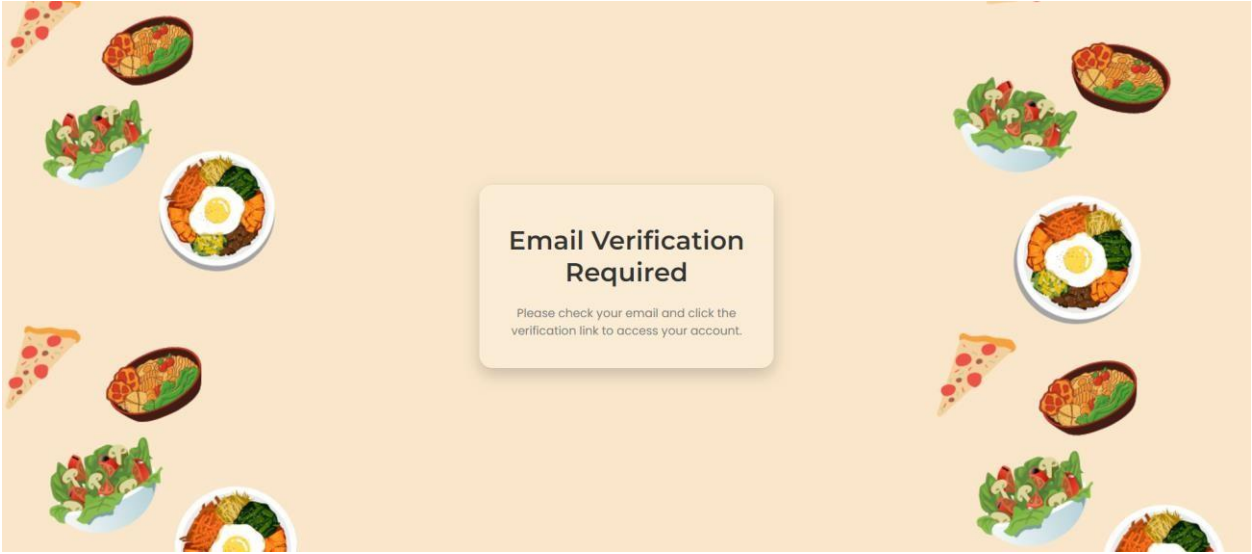 Email Verification
Required
Please check your email and click the
verification link to access your account.